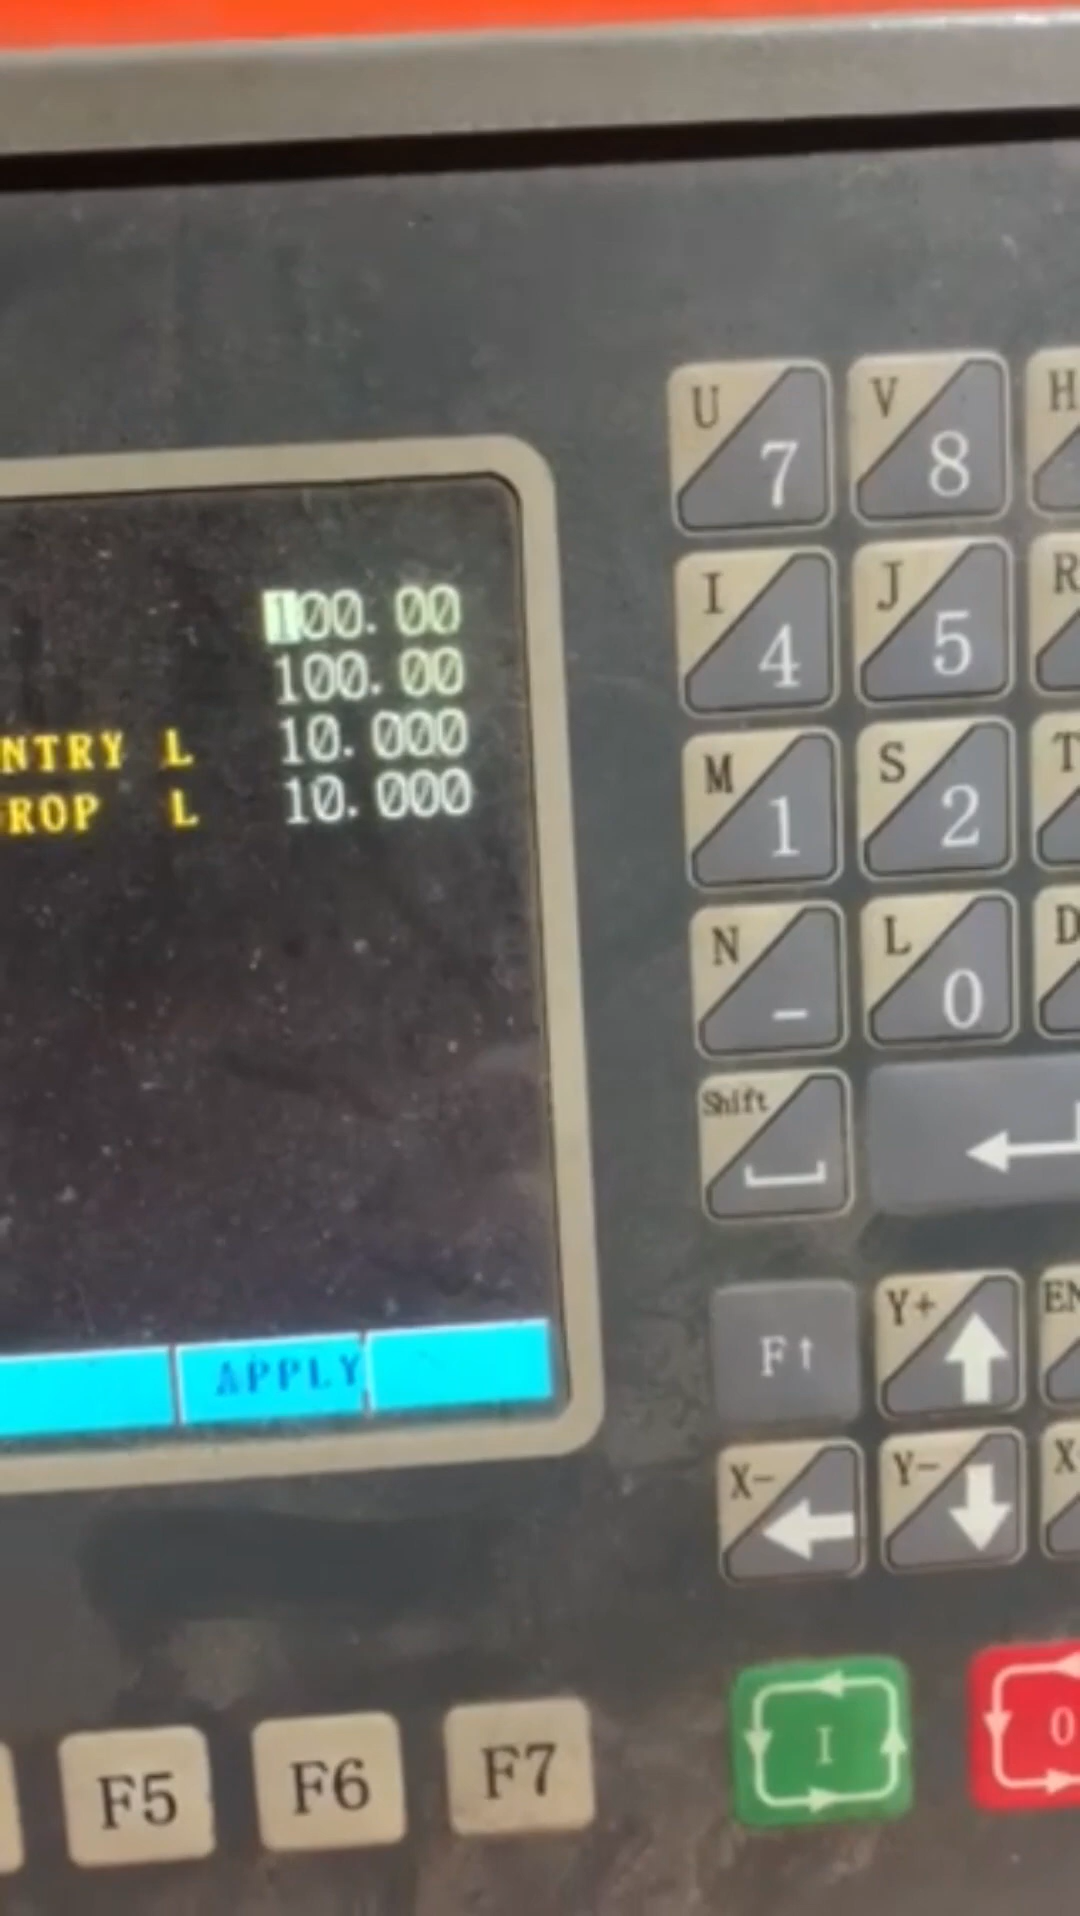 U 7 V 8 H
100.00
I 4 J 5 R
100.00
NTRY L 10.000
M 1 S 2 T
ROP L 10.000
N - L 0 D
Shift
APPLY
F↑ Y+ EN
X- Y- X
F5 F6 F7 I 0